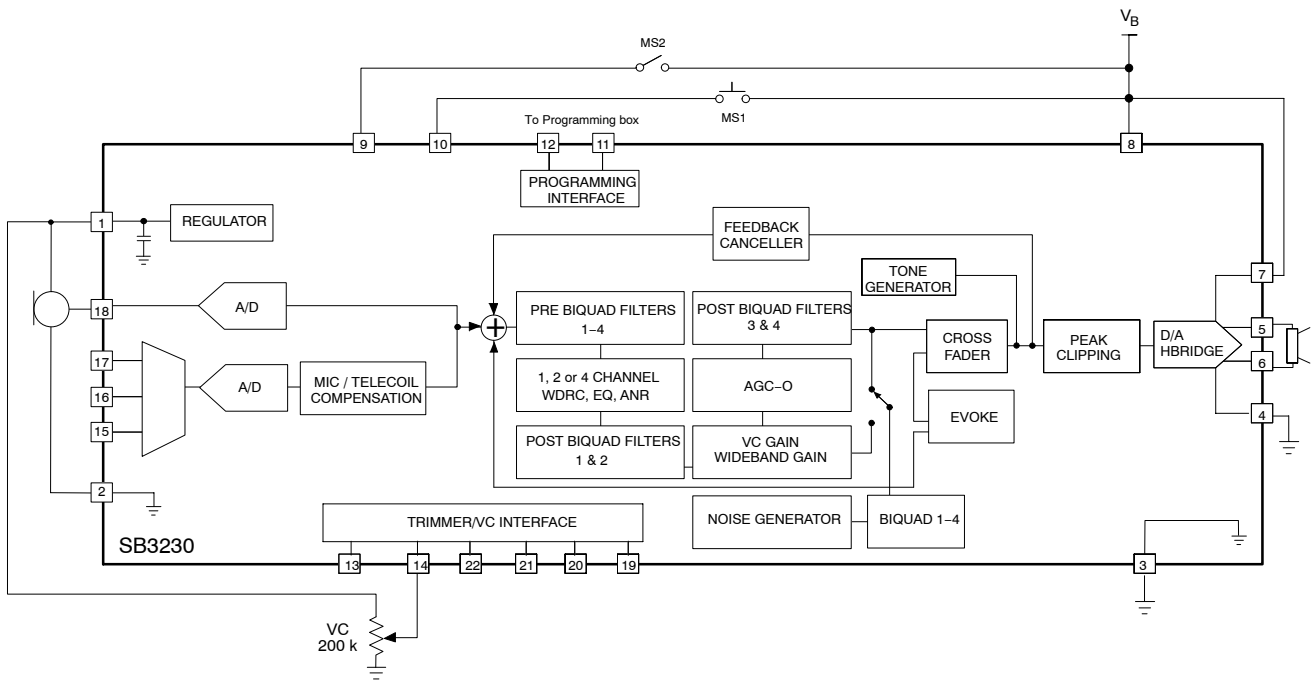 VB
MS2
MS1
To Programming box
9
10
12
11
8
PROGRAMMING
INTERFACE
1
REGULATOR
FEEDBACK
CANCELLER
TONE
GENERATOR
7
18
A/D
PRE BIQUAD FILTERS
1–4
POST BIQUAD FILTERS
3 & 4
CROSS
FADER
PEAK
CLIPPING
D/A
HBRIDGE
5
6
17
16
15
A/D
MIC / TELECOIL
COMPENSATION
1, 2 or 4 CHANNEL
WDRC, EQ, ANR
AGC–O
EVOKE
4
POST BIQUAD FILTERS
1 & 2
VC GAIN
WIDEBAND GAIN
2
TRIMMER/VC INTERFACE
NOISE GENERATOR
BIQUAD 1–4
SB3230
13
14
22
21
20
19
3
VC
200 k